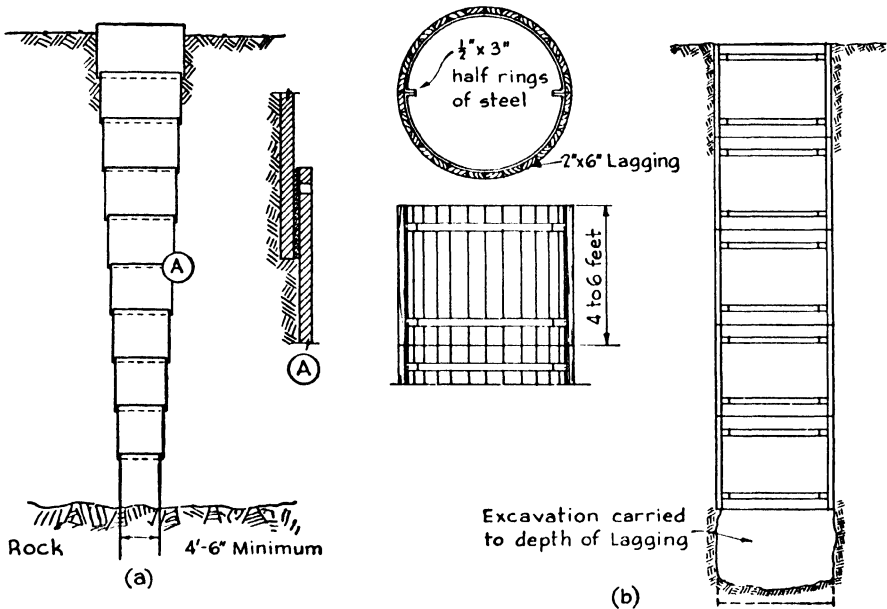 A
A
Rock
4'-6" Minimum
(a)
½" x 3"
half rings
of steel
2"x6" Lagging
4 to 6 feet
Excavation carried
to depth of Lagging
(b)